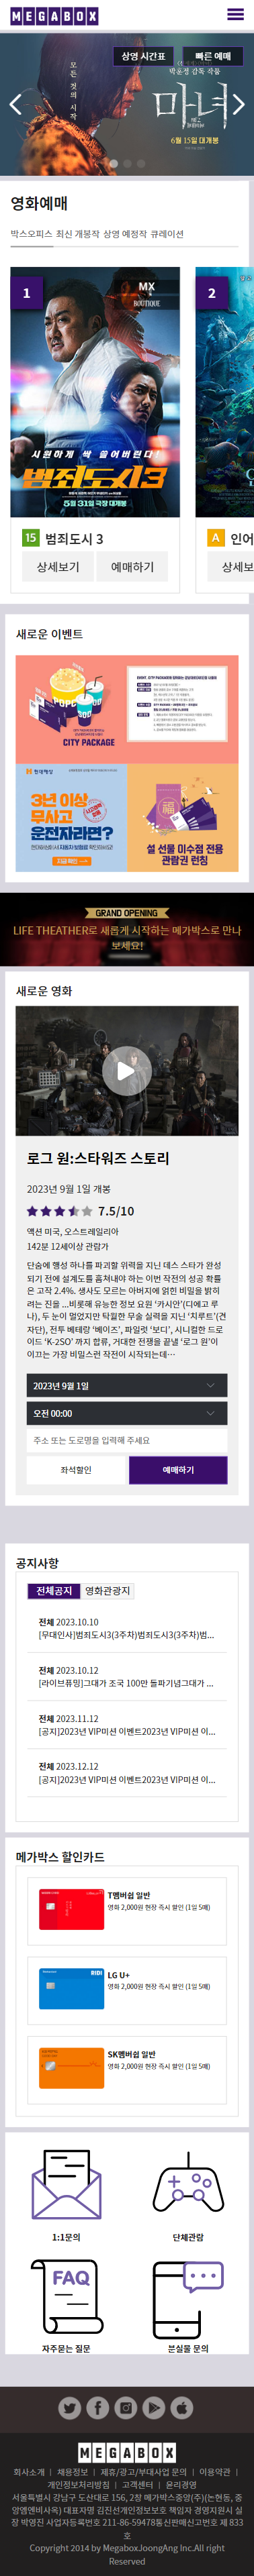 MEGABOX
상영 시간표
빠른 예매
모든 것의 시작
박훈정 감독 작품
마녀
6월 15일 대개봉
영화예매
박스오피스 최신 개봉작 상영 예정작 큐레이션
1
MX
BOUTIQUE
2
시원하게 싹 쓸어버린다!
범죄도시3
5월 31일 극장 대개봉
15 범죄도시 3
A 인어
상세보기
예매하기
상세보
새로운 이벤트
CITY PACKAGE
현대해상
3년 이상
무사고
운전자라면?
福
설 선물 미수점 전용
관람권 런칭
GRAND OPENING
LIFE THEATHER로 새롭게 시작하는 메가박스로 만나
보세요!
새로운 영화
로그 원:스타워즈 스토리
2023년 9월 1일 개봉
7.5/10
액션 미국, 오스트레일리아
142분 12세이상 관람가
단숨에 행성 하나를 파괴할 위력을 지닌 데스 스타가 완성
되기 전에 설계도를 훔쳐내야 하는 이번 작전의 성공 확률
은 고작 2.4%. 생사도 모르는 아버지에 얽힌 비밀을 밝히
려는 진을 ...비롯해 유능한 정보 요원 '카시안'(디에고 루
나), 두 눈이 멀었지만 탁월한 무술 실력을 지닌 '치루트'(견
자단), 전투 베테랑 '베이즈', 파일럿 '보디', 시니컬한 드로
이드 'K-2SO' 까지 합류, 거대한 전쟁을 끝낼 '로그 원'이
이끄는 가장 비밀스런 작전이 시작되는데…
2023년 9월 1일
오전 00:00
주소 또는 도로명을 입력해 주세요
좌석할인
예매하기
공지사항
전체공지
영화관공지
전체 2023.10.10
[무대인사]범죄도시3(3주차)범죄도시3(3주차)범...
전체 2023.10.12
[라이브뮤빙]그대가 조국 100만 돌파기념그대가 ...
전체 2023.11.12
[공지]2023년 VIP미션 이벤트2023년 VIP미션 이...
전체 2023.12.12
[공지]2023년 VIP미션 이벤트2023년 VIP미션 이...
메가박스 할인카드
T멤버쉽 일반
영화 2,000원 현장 즉시 할인 (1일 5매)
RIDI
LG U+
영화 2,000원 현장 즉시 할인 (1일 5매)
SK멤버쉽 일반
영화 2,000원 현장 즉시 할인 (1일 5매)
1:1문의
단체관람
FAQ
자주묻는 질문
분실물 문의
MEGABOX
회사소개 | 채용정보 | 제휴/광고/부대사업 문의 | 이용약관 |
개인정보처리방침 | 고객센터 | 윤리경영
서울특별시 강남구 도산대로 156, 2창 메가박스중앙(주)(논현동, 중
앙엠앤비사옥) 대표자명 김진선개인정보보호 책임자 경영지원시 실
장 박영진 사업자등록번호 211-86-59478통신판매신고번호 제 833
호
Copyright 2014 by MegaboxJoongAng Inc.All right
Reserved